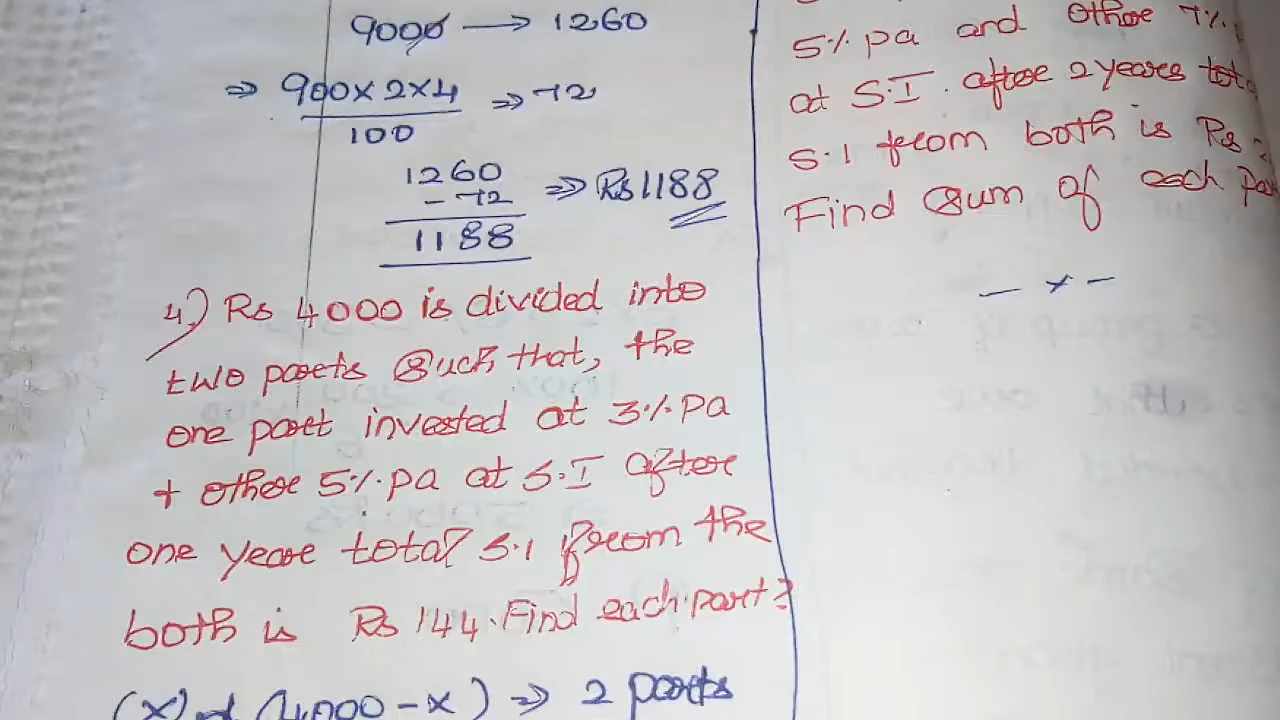 9000 → 1260
⇒ 900×2×4 / 100 ⇒ 72
1260
- 72
1188
⇒ Rs 1188
4) Rs 4000 is divided into
two parts such that, the
one part invested at 3% pa
+ other 5% pa at S.I after
one year total S.I from the
both is Rs 144. Find each part?
(x) (4000 - x) ⇒ 2 parts
5% pa and other 7%
at S.I. after 2 years
S.I from both is Rs
Find sum of each
- × -